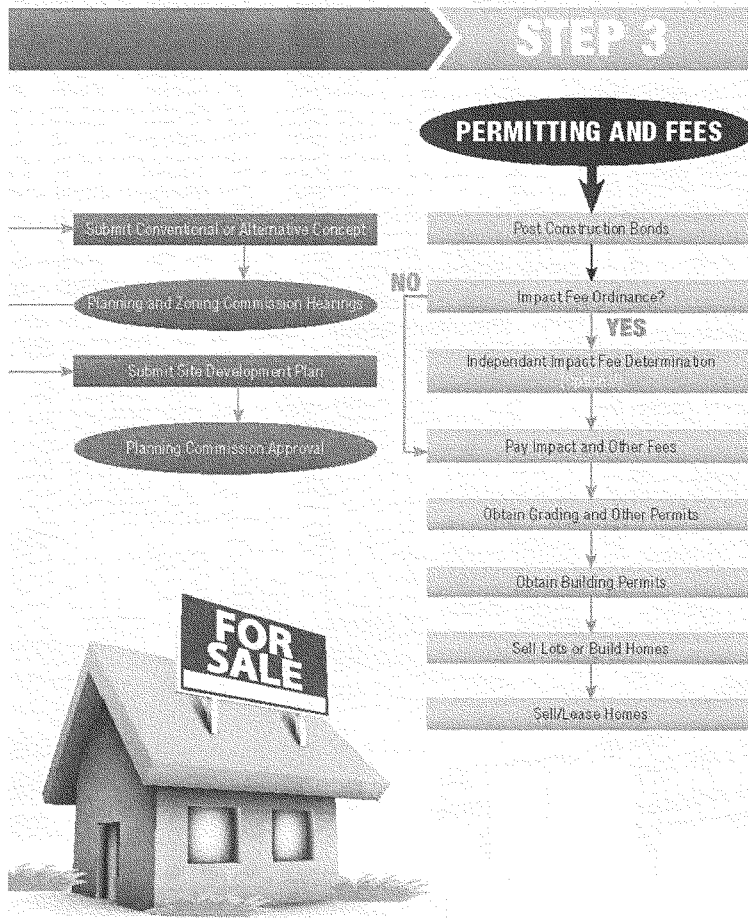 STEP 3
Submit Conventional or Alternative Concept
Planning and Zoning Commission Hearings
Submit Site Development Plan
Planning Commission Approval
PERMITTING AND FEES
Post Construction Bonds
NO
Impact Fee Ordinance?
YES
Independant Impact Fee Determination
Pay Impact and Other Fees
Obtain Grading and Other Permits
Obtain Building Permits
Sell Lots or Build Homes
Sell/Lease Homes
FOR
SALE